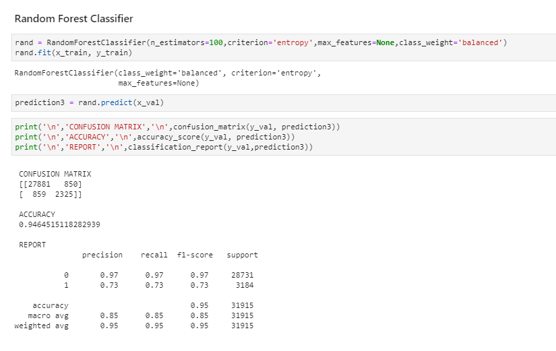 Random Forest Classifier
rand = RandomForestClassifier(n_estimators=100,criterion='entropy',max_features=None,class_weight='balanced')
rand.fit(x_train, y_train)
RandomForestClassifier(class_weight='balanced', criterion='entropy',
max_features=None)
prediction3 = rand.predict(x_val)
print('\n','CONFUSION MATRIX','\n',confusion_matrix(y_val, prediction3))
print('\n','ACCURACY','\n',accuracy_score(y_val, prediction3))
print('\n','REPORT','\n',classification_report(y_val,prediction3))
CONFUSION MATRIX
[[27881 850]
[ 859 2325]]
ACCURACY
0.9464515118282939
REPORT
precision recall f1-score support
0 0.97 0.97 0.97 28731
1 0.73 0.73 0.73 3184
accuracy 0.95 31915
macro avg 0.85 0.85 0.85 31915
weighted avg 0.95 0.95 0.95 31915